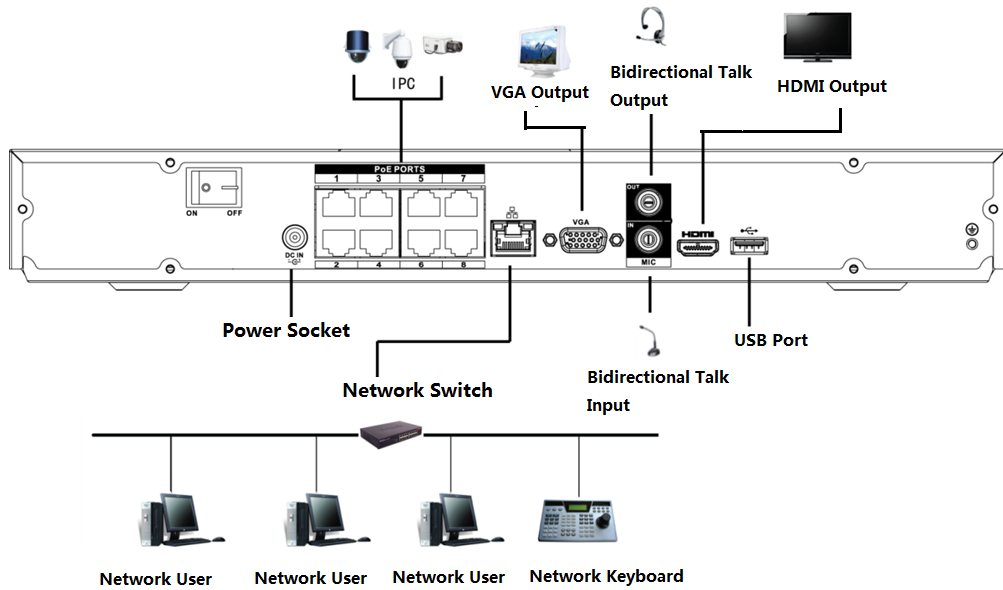 IPC
VGA Output
Bidirectional Talk
Output
HDMI Output
PoE PORTS
1 3 5 7
ON OFF
DC IN
2 4 6 8
VGA
OUT
IN
MIC
HDMI
Power Socket
Network Switch
Bidirectional Talk
Input
USB Port
Network User
Network User
Network User
Network Keyboard